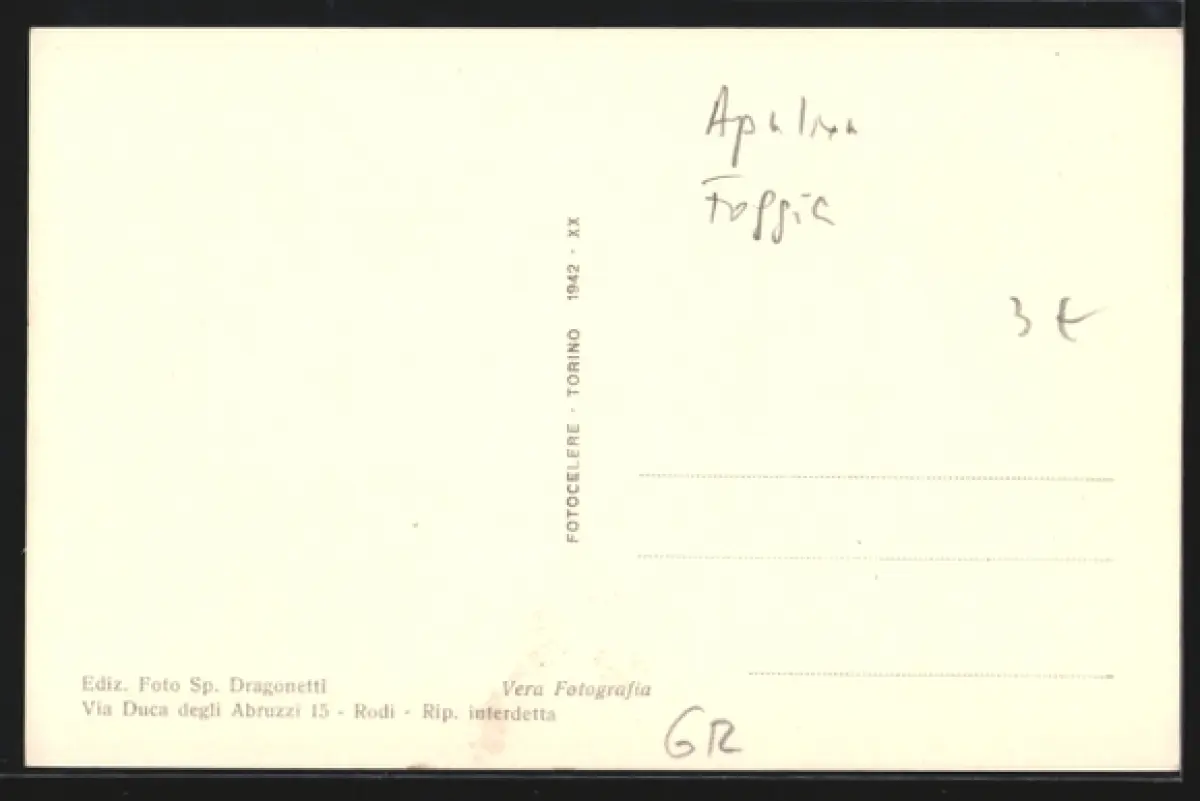 Foggia
3 €
FOTOCELERE - TORINO 1942 - XX
Ediz. Foto Sp. Dragonetti
Vera Fotografia
Via Duca degli Abruzzi 15 - Rodi - Rip. interdetta
GR